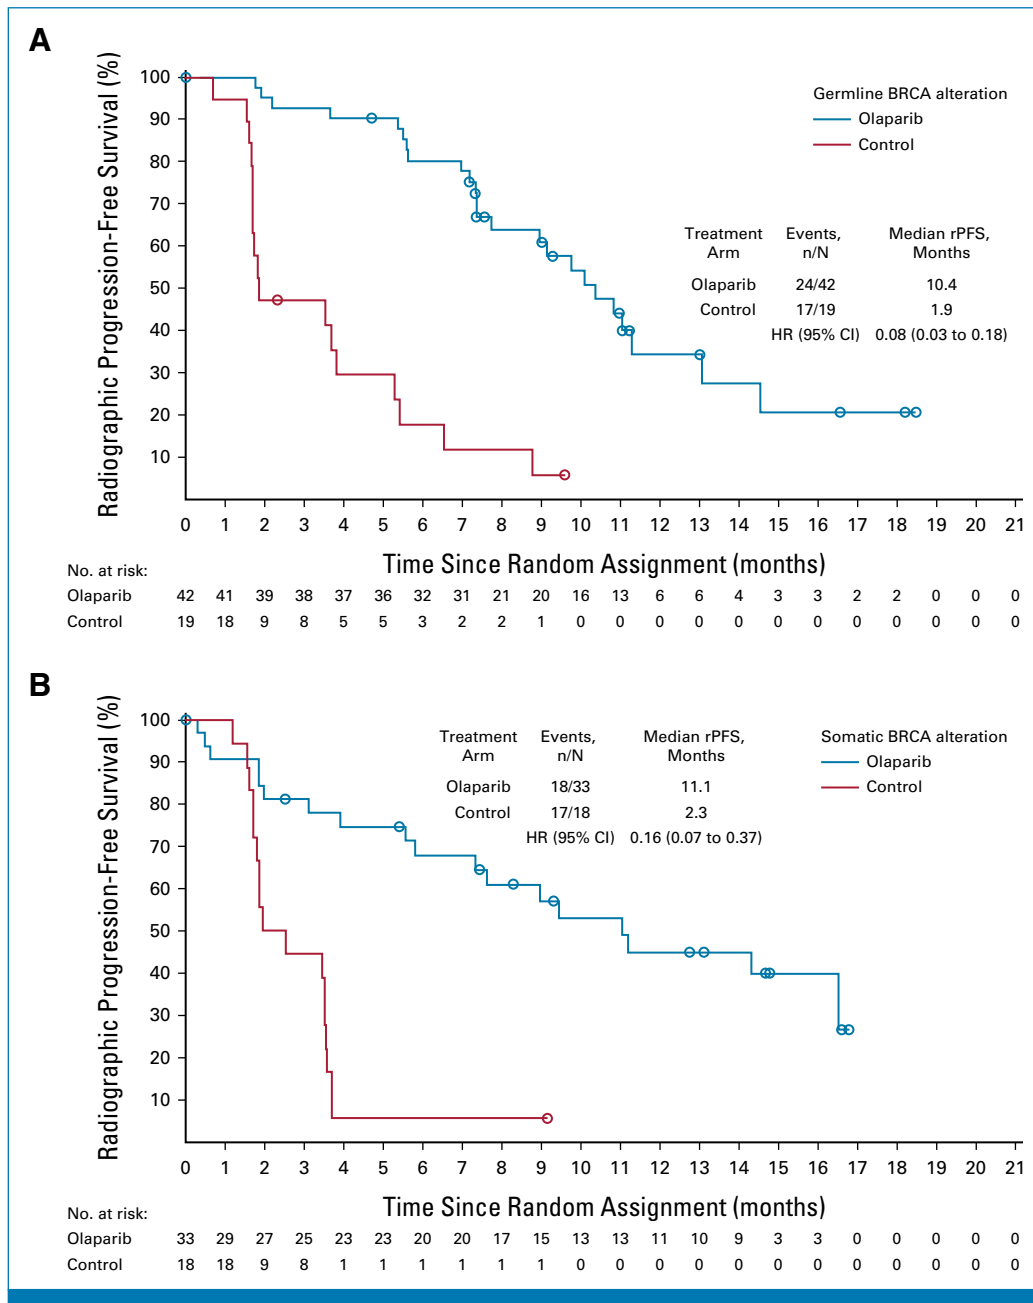 A
Radiographic Progression-Free Survival (%)
100
90
80
70
60
50
40
30
20
10
Germline BRCA alteration
Olaparib
Control
Treatment Arm Events, n/N Median rPFS, Months
Olaparib 24/42 10.4
Control 17/19 1.9
HR (95% CI) 0.08 (0.03 to 0.18)
0 1 2 3 4 5 6 7 8 9 10 11 12 13 14 15 16 17 18 19 20 21
Time Since Random Assignment (months)
No. at risk:
Olaparib 42 41 39 38 37 36 32 31 21 20 16 13 6 6 4 3 3 2 2 0 0 0
Control 19 18 9 8 5 5 3 2 2 1 0 0 0 0 0 0 0 0 0 0 0 0
B
Radiographic Progression-Free Survival (%)
100
90
80
70
60
50
40
30
20
10
Treatment Arm Events, n/N Median rPFS, Months
Olaparib 18/33 11.1
Control 17/18 2.3
HR (95% CI) 0.16 (0.07 to 0.37)
Somatic BRCA alteration
Olaparib
Control
0 1 2 3 4 5 6 7 8 9 10 11 12 13 14 15 16 17 18 19 20 21
Time Since Random Assignment (months)
No. at risk:
Olaparib 33 29 27 25 23 23 20 20 17 15 13 13 11 10 9 3 3 0 0 0 0 0
Control 18 18 9 8 1 1 1 1 1 1 0 0 0 0 0 0 0 0 0 0 0 0